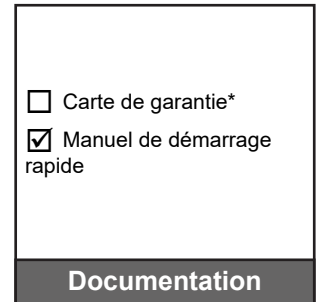 ☐ Carte de garantie*
☑ Manuel de démarrage
rapide
Documentation